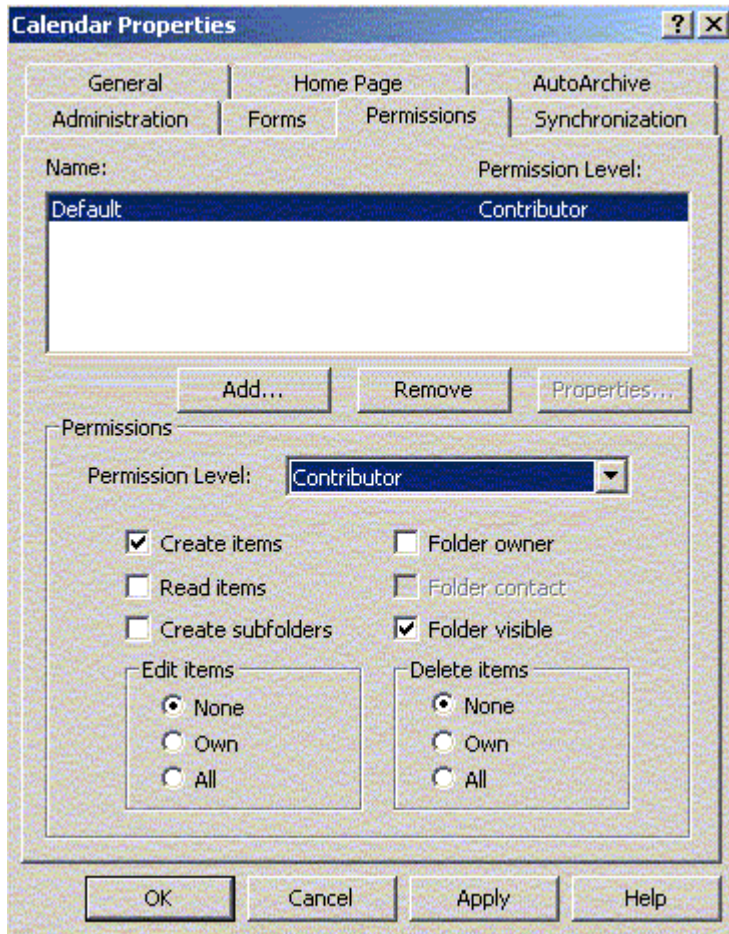 Calendar Properties
General Home Page AutoArchive
Administration Forms Permissions Synchronization
Name: Permission Level:
Default Contributor
Add... Remove Properties...
Permissions
Permission Level: Contributor
Create items Folder owner
Read items Folder contact
Create subfolders Folder visible
Edit items Delete items
None None
Own Own
All All
OK Cancel Apply Help